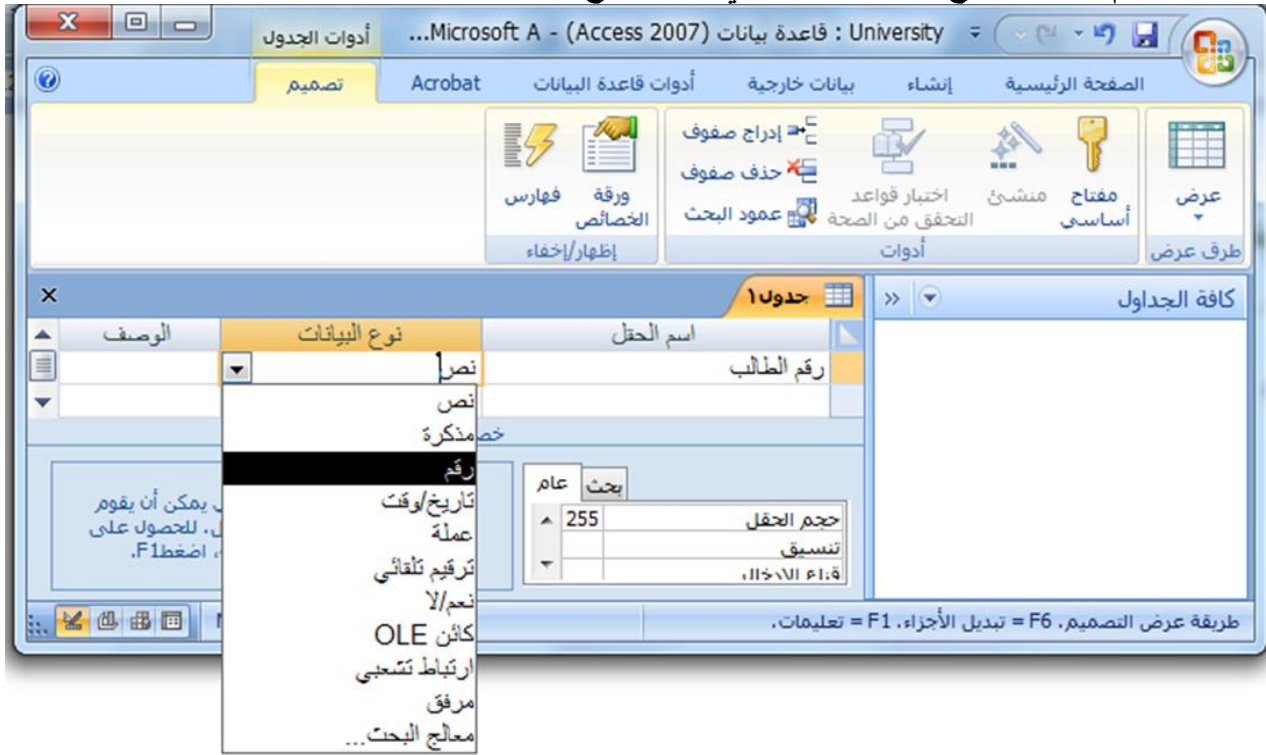 University : قاعدة بيانات (Access 2007) - Microsoft A...
أدوات الجدول
الصفحة الرئيسية
إنشاء
بيانات خارجية
أدوات قاعدة البيانات
Acrobat
تصميم
عرض
مفتاح أساسي
منشئ
اختبار قواعد التحقق من الصحة
إدراج صفوف
حذف صفوف
عمود البحث
ورقة الخصائص
فهارس
طرق عرض
أدوات
إظهار/إخفاء
كافة الجداول
جدول١
اسم الحقل
نوع البيانات
الوصف
رقم الطالب
نص
نص
مذكرة
رقم
تاريخ/وقت
عملة
ترقيم تلقائي
نعم/لا
كائن OLE
ارتباط تشعبي
مرفق
معالج البحث...
عام
بحث
حجم الحقل
255
تنسيق
قناع الإدخال
يمكن أن يقوم
للحصول على
اضغط F1.
طريقة عرض التصميم. F6 = تبديل الأجزاء. F1 = تعليمات.